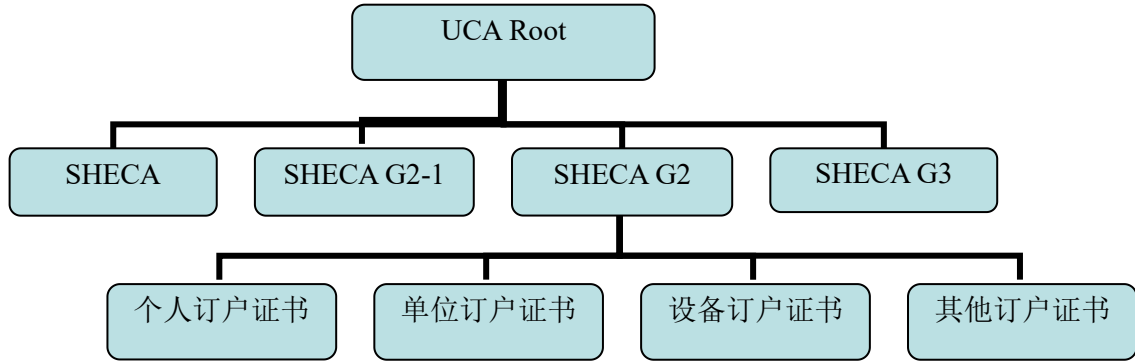 UCA Root
SHECA
SHECA G2-1
SHECA G2
SHECA G3
个人订户证书
单位订户证书
设备订户证书
其他订户证书